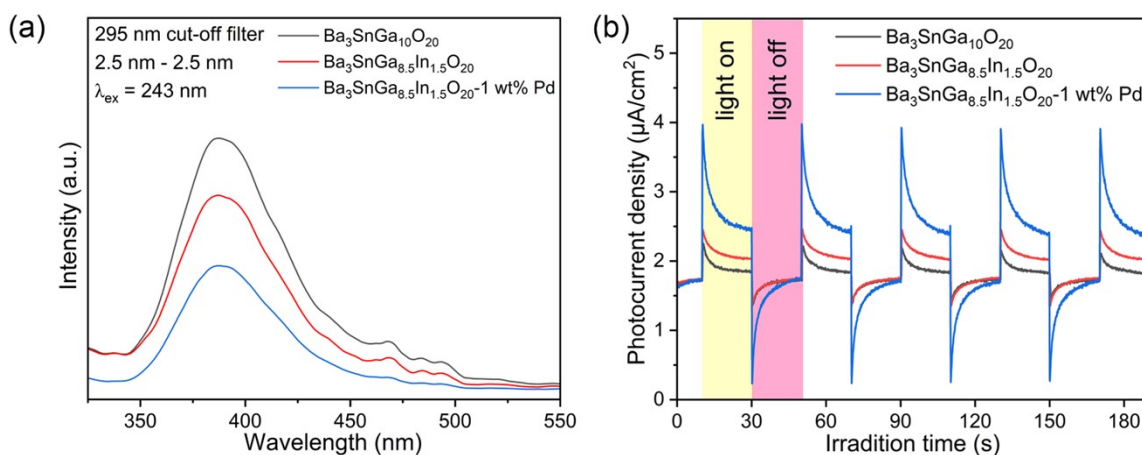 (a)
295 nm cut-off filter
2.5 nm - 2.5 nm
λex = 243 nm
Ba3SnGa10O20
Ba3SnGa8.5In1.5O20
Ba3SnGa8.5In1.5O20-1 wt% Pd
Intensity (a.u.)
350 400 450 500 550
Wavelength (nm)
(b)
light on
light off
Ba3SnGa10O20
Ba3SnGa8.5In1.5O20
Ba3SnGa8.5In1.5O20-1 wt% Pd
Photocurrent density (μA/cm2)
5
4
3
2
1
0
0 30 60 90 120 150 180
Irradition time (s)